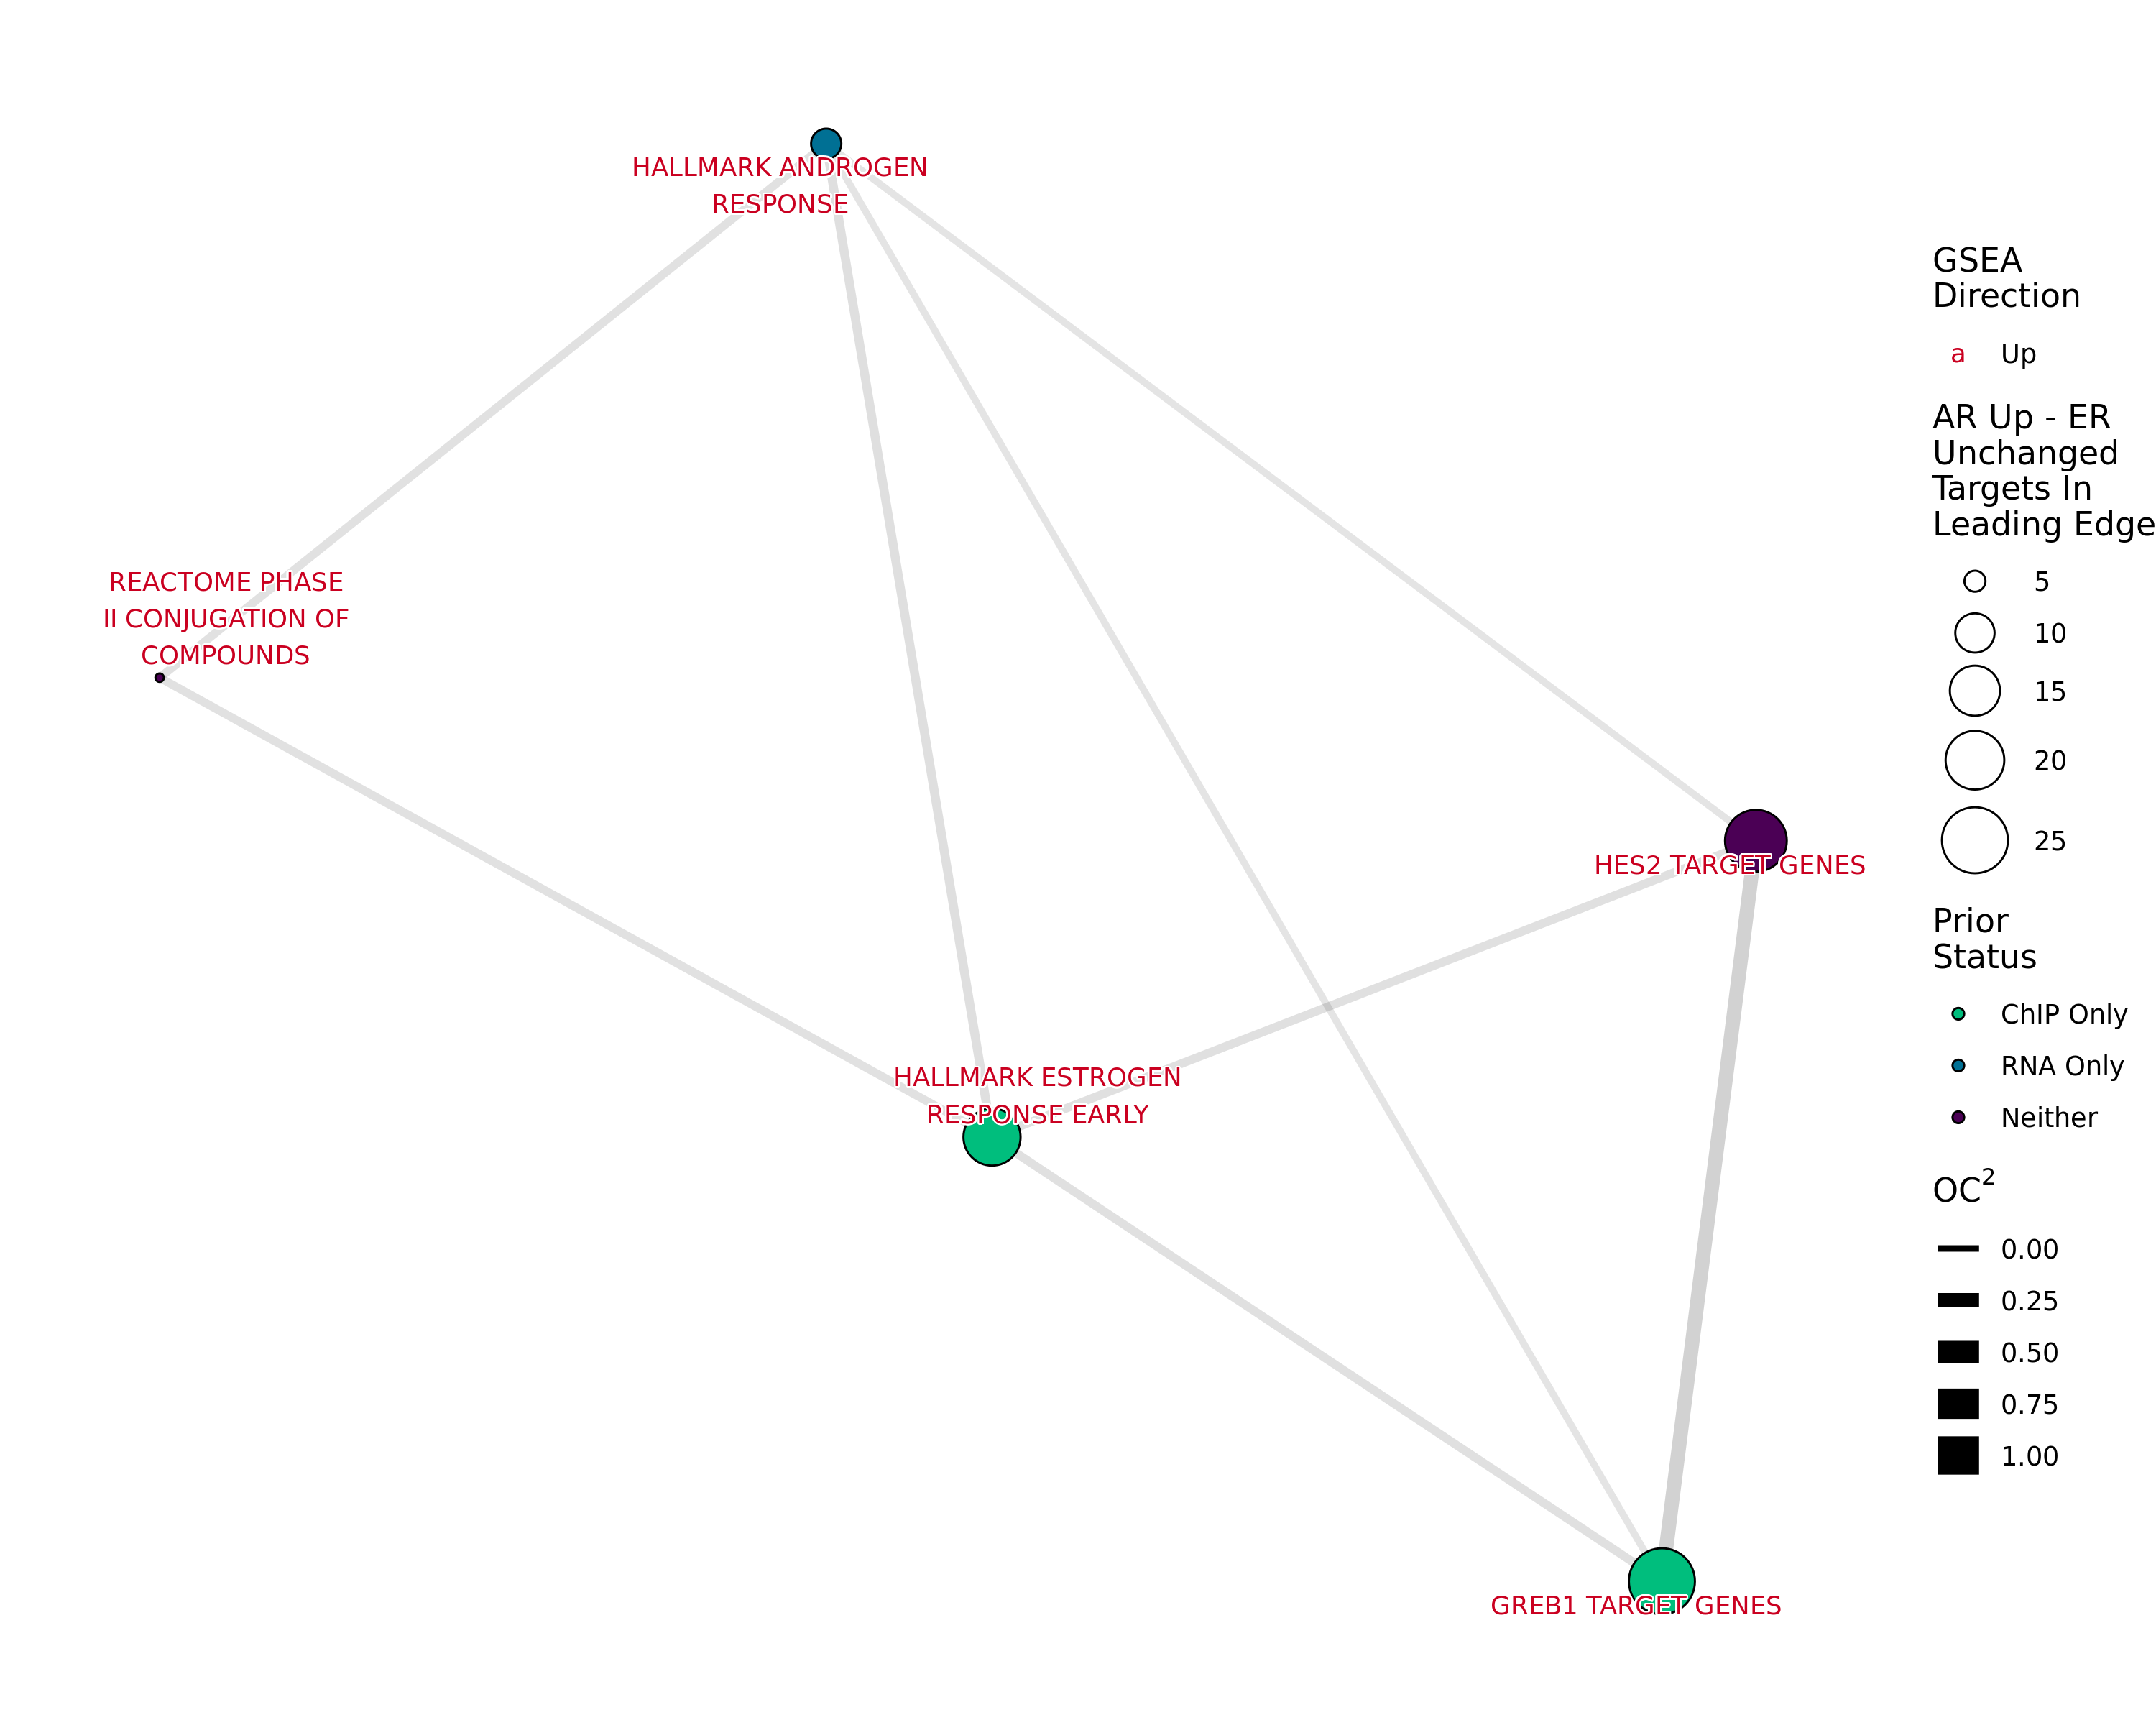 HALLMARK ANDROGEN
RESPONSE
REACTOME PHASE
II CONJUGATION OF
COMPOUNDS
HES2 TARGET GENES
HALLMARK ESTROGEN
RESPONSE EARLY
GREB1 TARGET GENES
GSEA
Direction
a Up
AR Up - ER
Unchanged
Targets In
Leading Edge
5
10
15
20
25
Prior
Status
ChIP Only
RNA Only
Neither
OC²
0.00
0.25
0.50
0.75
1.00